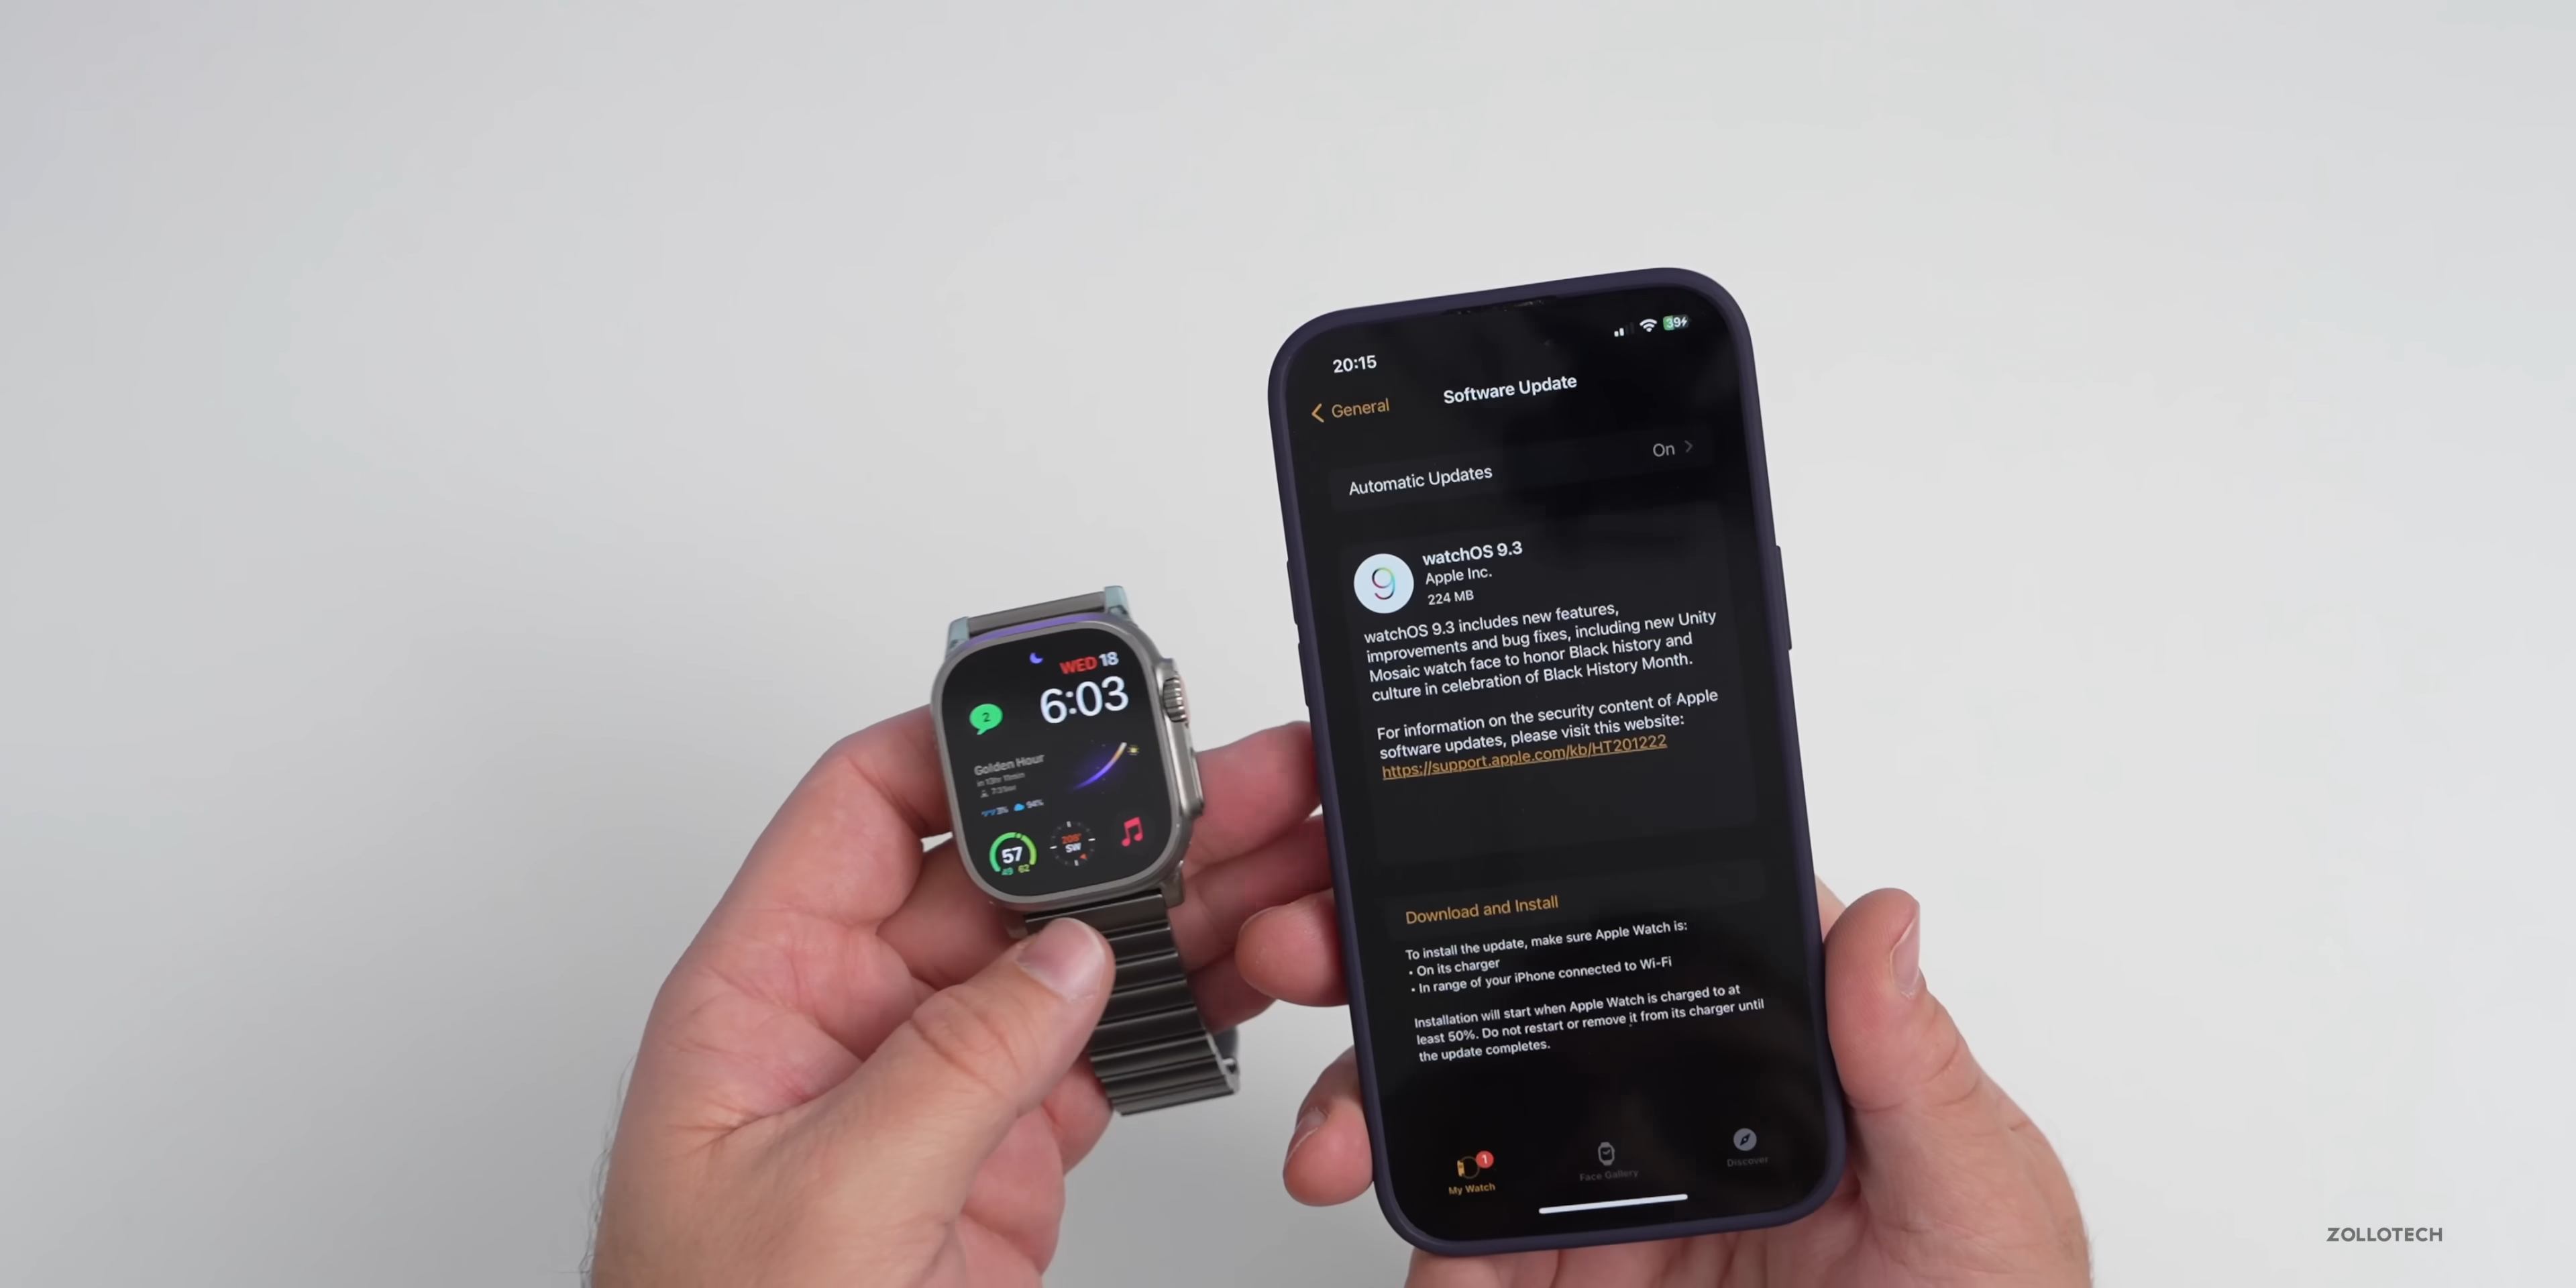 WED 18
6:03
2
Golden Hour
94%
57
49 62
SW
20:15
39
General
Software Update
Automatic Updates
On
9
watchOS 9.3
Apple Inc.
224 MB
watchOS 9.3 includes new features,
improvements and bug fixes, including new Unity
Mosaic watch face to honor Black history and
culture in celebration of Black History Month.
For information on the security content of Apple
software updates, please visit this website:
https://support.apple.com/kb/HT201222
Download and Install
To install the update, make sure Apple Watch is:
• On its charger
• In range of your iPhone connected to Wi-Fi
Installation will start when Apple Watch is charged to at
least 50%. Do not restart or remove it from its charger until
the update completes.
1
My Watch
Face Gallery
Discover
ZOLLOTECH